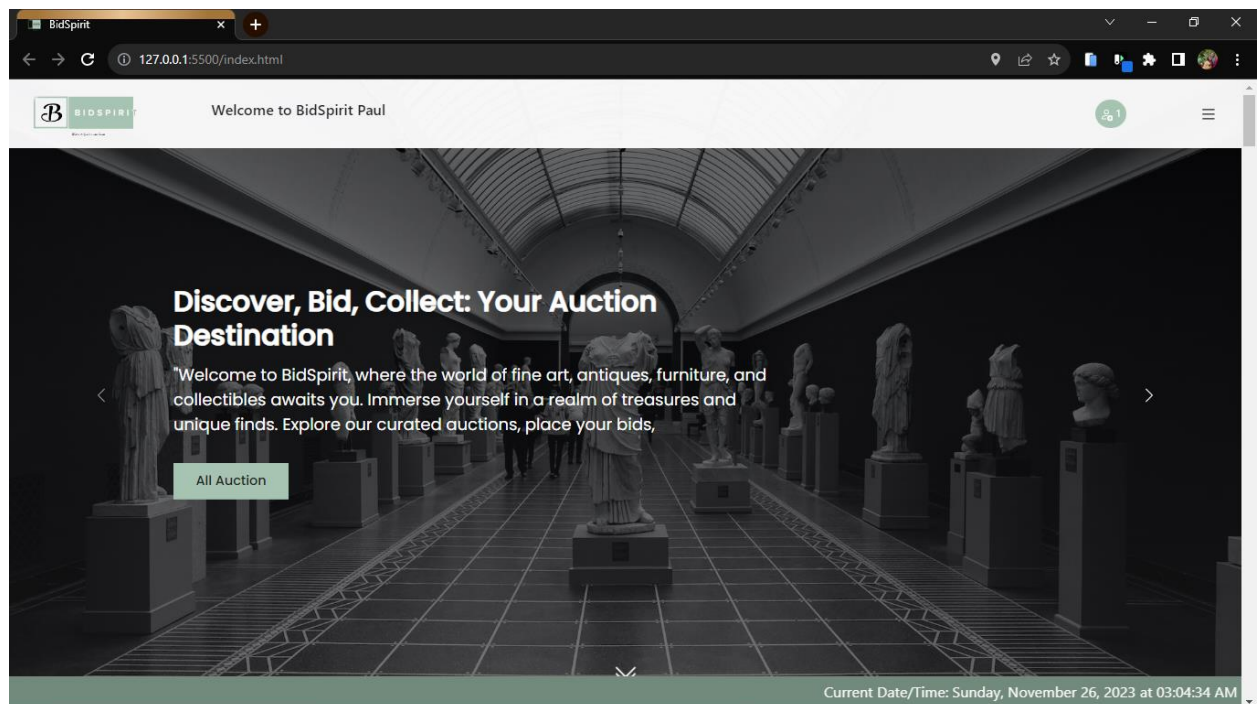 BidSpirit
127.0.0.1:5500/index.html
B BIDSPIRIT
Welcome to BidSpirit Paul
1
Discover, Bid, Collect: Your Auction
Destination
"Welcome to BidSpirit, where the world of fine art, antiques, furniture, and
collectibles awaits you. Immerse yourself in a realm of treasures and
unique finds. Explore our curated auctions, place your bids,
All Auction
Current Date/Time: Sunday, November 26, 2023 at 03:04:34 AM